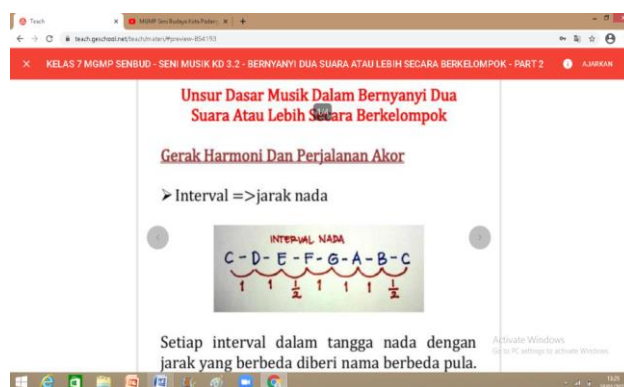 Teach
MGMP Seni Budaya Kota Padang
teach.geschool.net/teach/materi/#preview-854193
KELAS 7 MGMP SENBUD - SENI MUSIK KD 3.2 - BERNYANYI DUA SUARA ATAU LEBIH SECARA BERKELOMPOK - PART 2
AJARKAN
Unsur Dasar Musik Dalam Bernyanyi Dua
Suara Atau Lebih Secara Berkelompok
1/4
Gerak Harmoni Dan Perjalanan Akor
➢ Interval =>jarak nada
INTERVAL NADA
C - D - E - F - G - A - B - C
1 1 1/2 1 1 1 1/2
Setiap interval dalam tangga nada dengan
jarak yang berbeda diberi nama berbeda pula.
Activate Windows
Go to PC settings to activate Windows.